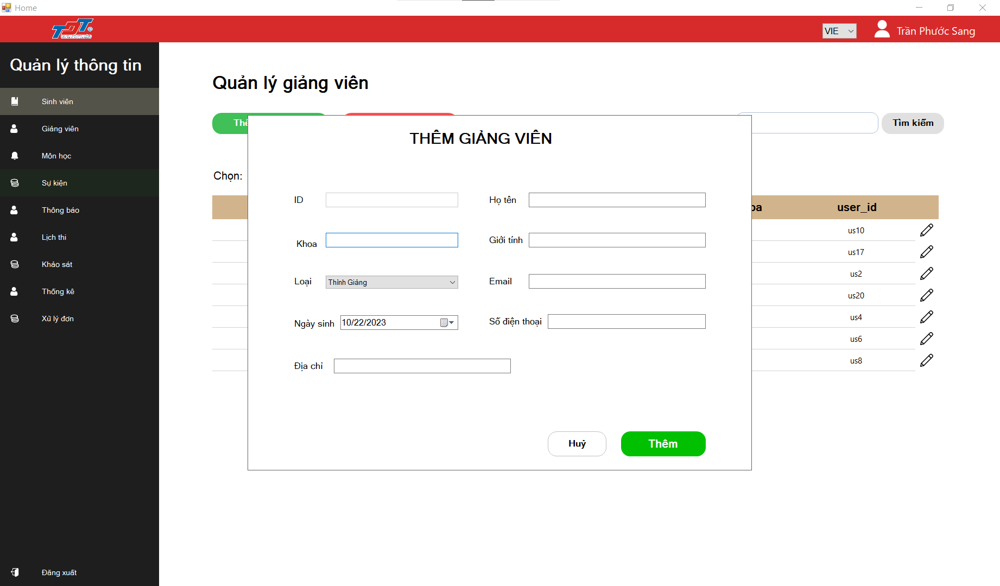 Home
VIE
Trần Phước Sang
Quản lý thông tin
Sinh viên
Giảng viên
Môn học
Sự kiện
Thông báo
Lịch thi
Khảo sát
Thống kê
Xử lý đơn
Đăng xuất
Quản lý giảng viên
Tìm kiếm
Chọn:
user_id
us10
us17
us2
us20
us4
us6
us8
THÊM GIẢNG VIÊN
ID
Họ tên
Khoa
Giới tính
Loại
Thỉnh Giảng
Email
Ngày sinh
10/22/2023
Số điện thoại
Địa chỉ
Huỷ
Thêm